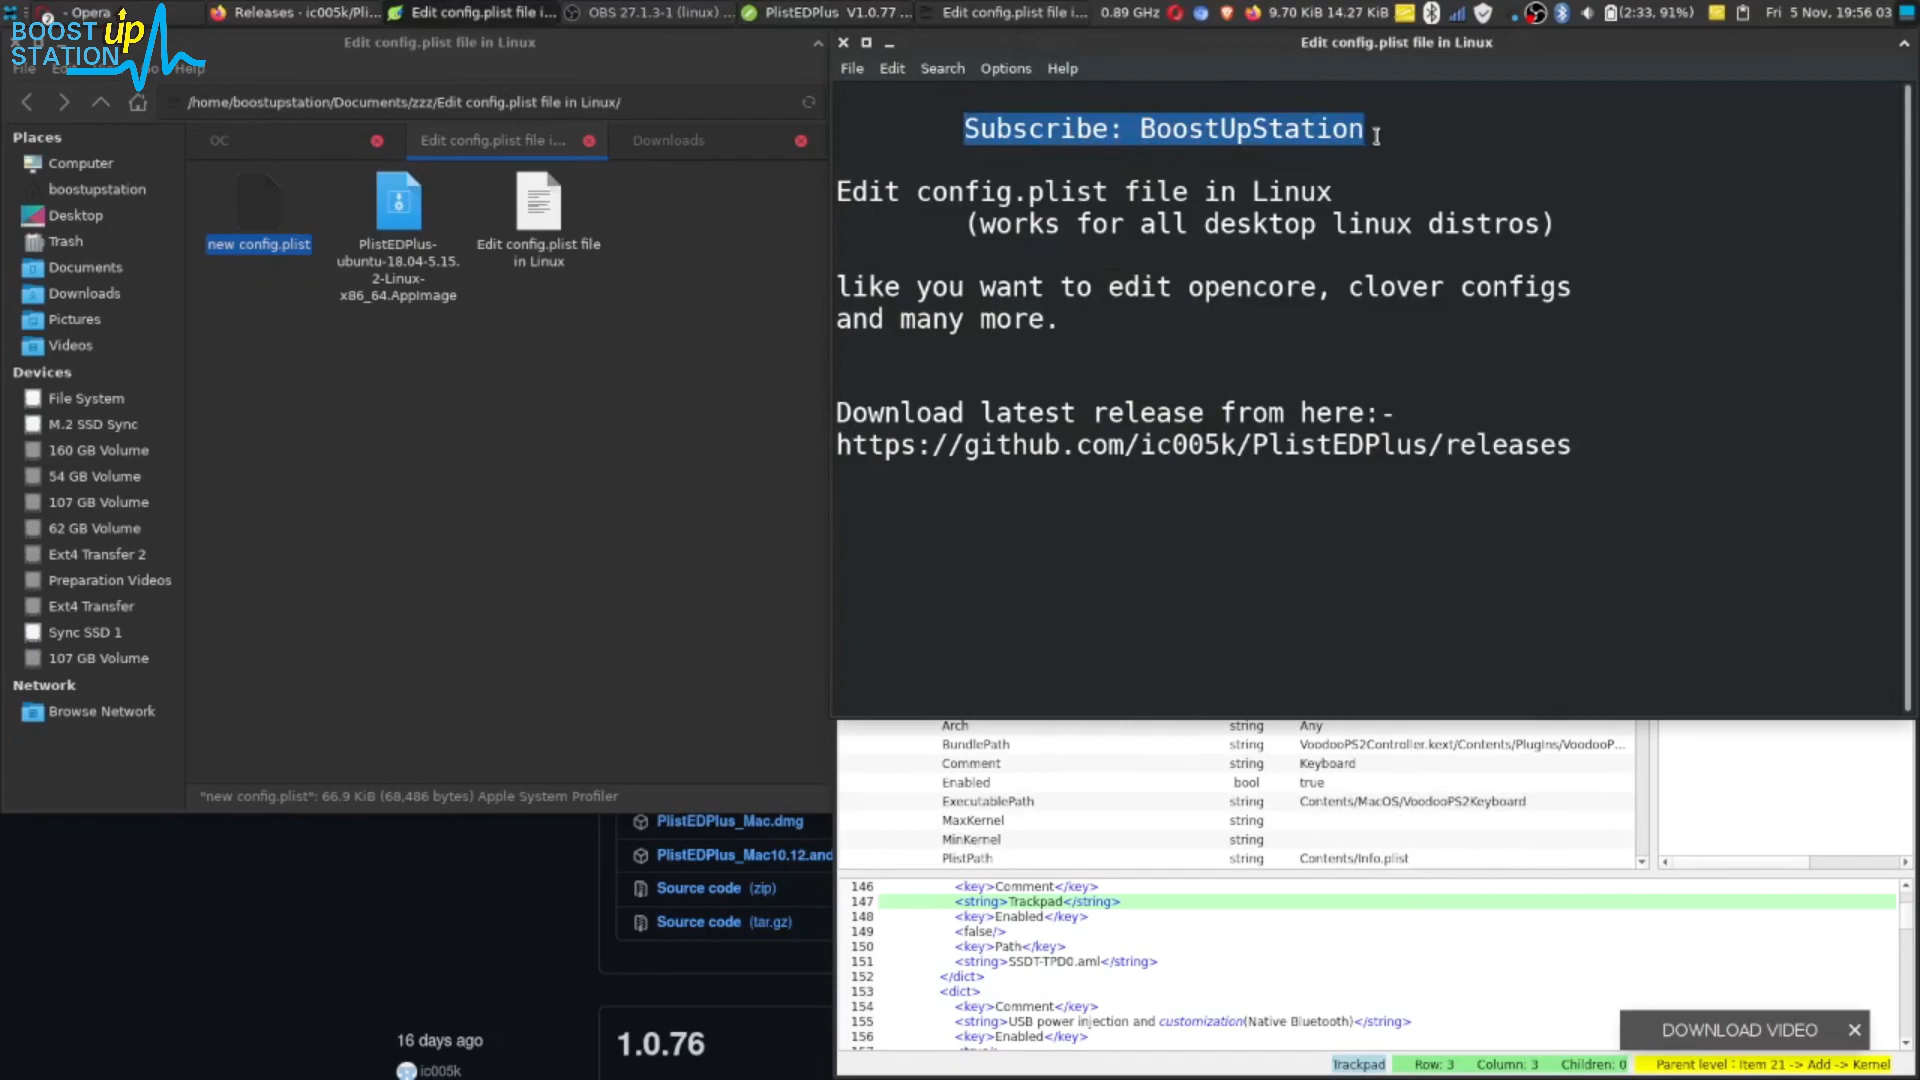 Opera
Releases · ic005k/Pli...
Edit config.plist file i...
OBS 27.1.3-1 (linux) ...
PlistEDPlus V1.0.77 ...
Edit config.plist file i...
0.89 GHz
9.70 KiB 14.27 KiB
(2:33, 91%)
Fri 5 Nov, 19:56 03
BOOST up
STATION
Edit config.plist file in Linux
Help
/home/boostupstation/Documents/zzz/Edit config.plist file in Linux/
OC
Edit config.plist file i...
Downloads
Places
Computer
boostupstation
Desktop
Trash
Documents
Downloads
Pictures
Videos
Devices
File System
M.2 SSD Sync
160 GB Volume
54 GB Volume
107 GB Volume
62 GB Volume
Ext4 Transfer 2
Preparation Videos
Ext4 Transfer
Sync SSD 1
107 GB Volume
Network
Browse Network
new config.plist
PlistEDPlus-
ubuntu-18.04-5.15.
2-Linux-
x86_64.AppImage
Edit config.plist file
in Linux
"new config.plist": 66.9 KiB (68,486 bytes) Apple System Profiler
Edit config.plist file in Linux
File Edit Search Options Help
Subscribe: BoostUpStation
Edit config.plist file in Linux
(works for all desktop linux distros)
like you want to edit opencore, clover configs
and many more.
Download latest release from here:-
https://github.com/ic005k/PlistEDPlus/releases
PlistEDPlus_Mac.dmg
PlistEDPlus_Mac10.12.and
Source code (zip)
Source code (tar.gz)
16 days ago
ic005k
1.0.76
Arch string Any
BundlePath string VoodooPS2Controller.kext/Contents/PlugIns/VoodooP...
Comment string Keyboard
Enabled bool true
ExecutablePath string Contents/MacOS/VoodooPS2Keyboard
MaxKernel string
MinKernel string
PlistPath string Contents/Info.plist
146 <key>Comment</key>
147 <string>Trackpad</string>
148 <key>Enabled</key>
149 <false/>
150 <key>Path</key>
151 <string>SSDT-TPD0.aml</string>
152 </dict>
153 <dict>
154 <key>Comment</key>
155 <string>USB power injection and customization(Native Bluetooth)</string>
156 <key>Enabled</key>
DOWNLOAD VIDEO
Trackpad Row: 3 Column: 3 Children: 0 Parent level : Item 21 -> Add -> Kernel